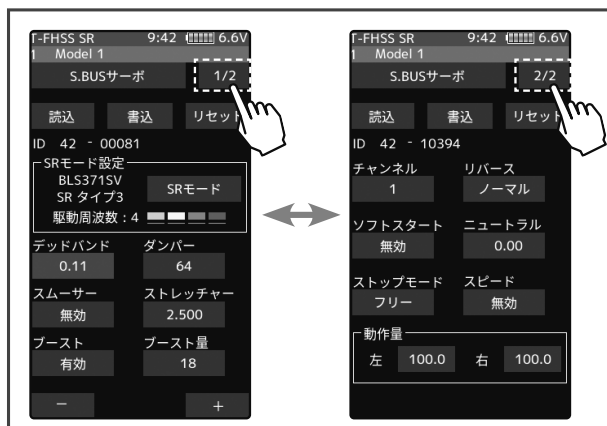 T-FHSS SR 9:42 6.6V
1 Model 1
S.BUSサーボ 1/2
読込 書込 リセット
ID 42 - 00081
SRモード設定
BLS371SV
SR タイプ3
SRモード
駆動周波数：4
デッドバンド ダンパー
0.11 64
スムーサー ストレッチャー
無効 2.500
ブースト ブースト量
有効 18
－ ＋
T-FHSS SR 9:42 6.6V
1 Model 1
S.BUSサーボ 2/2
読込 書込 リセット
ID 42 - 10394
チャンネル リバース
1 ノーマル
ソフトスタート ニュートラル
無効 0.00
ストップモード スピード
フリー 無効
動作量
左 100.0 右 100.0